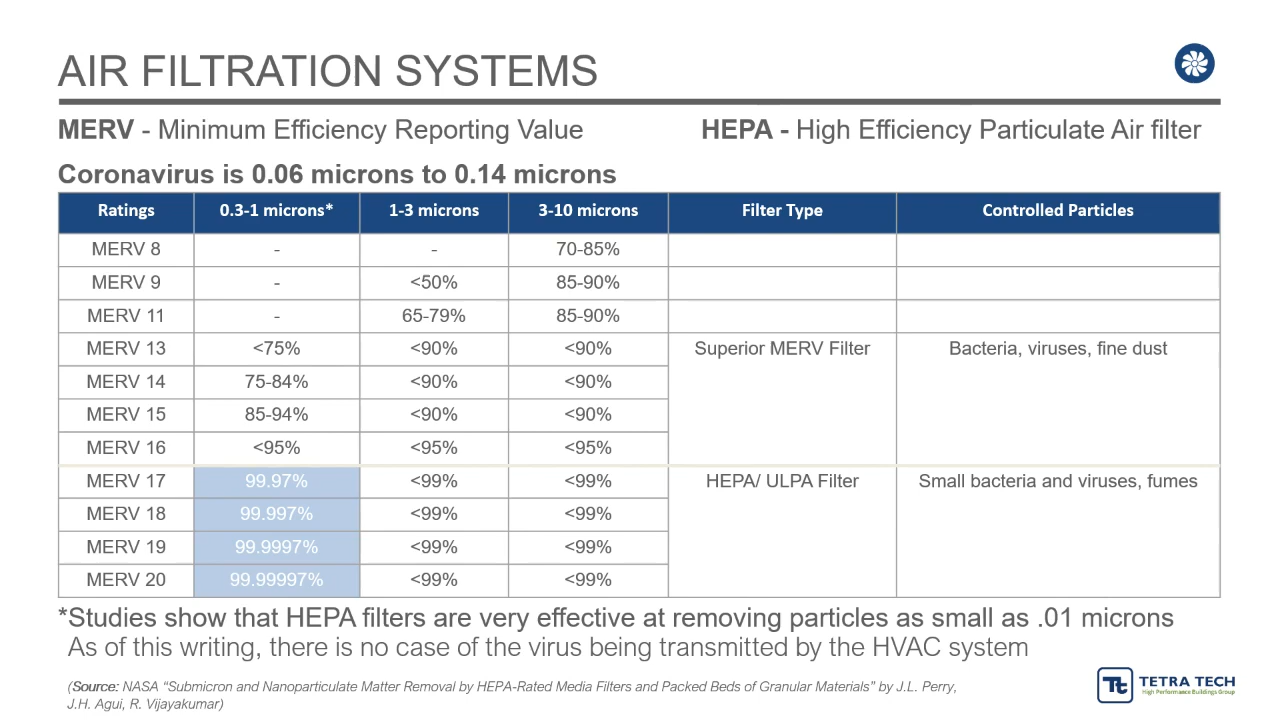 AIR FILTRATION SYSTEMS
MERV - Minimum Efficiency Reporting Value HEPA - High Efficiency Particulate Air filter
Coronavirus is 0.06 microns to 0.14 microns
Ratings 0.3-1 microns* 1-3 microns 3-10 microns Filter Type Controlled Particles
MERV 8 - - 70-85%
MERV 9 - <50% 85-90%
MERV 11 - 65-79% 85-90%
MERV 13 <75% <90% <90% Superior MERV Filter Bacteria, viruses, fine dust
MERV 14 75-84% <90% <90%
MERV 15 85-94% <90% <90%
MERV 16 <95% <95% <95%
MERV 17 99.97% <99% <99% HEPA/ ULPA Filter Small bacteria and viruses, fumes
MERV 18 99.997% <99% <99%
MERV 19 99.9997% <99% <99%
MERV 20 99.99997% <99% <99%
*Studies show that HEPA filters are very effective at removing particles as small as .01 microns
As of this writing, there is no case of the virus being transmitted by the HVAC system
(Source: NASA “Submicron and Nanoparticulate Matter Removal by HEPA-Rated Media Filters and Packed Beds of Granular Materials” by J.L. Perry,
J.H. Agui, R. Vijayakumar)
Tt TETRA TECH
High Performance Buildings Group